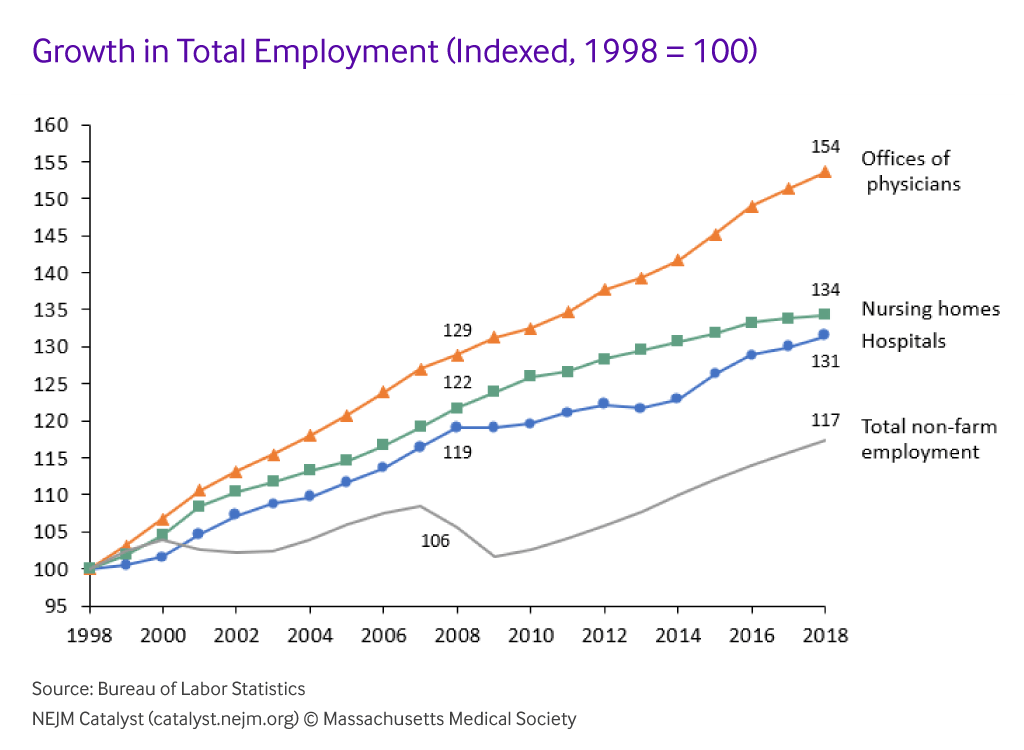 Growth in Total Employment (Indexed, 1998 = 100)
160
155
150
145
140
135
130
125
120
115
110
105
100
95
154
Offices of
physicians
134
Nursing homes
Hospitals
131
129
122
119
117
Total non-farm
employment
106
1998 2000 2002 2004 2006 2008 2010 2012 2014 2016 2018
Source: Bureau of Labor Statistics
NEJM Catalyst (catalyst.nejm.org) © Massachusetts Medical Society